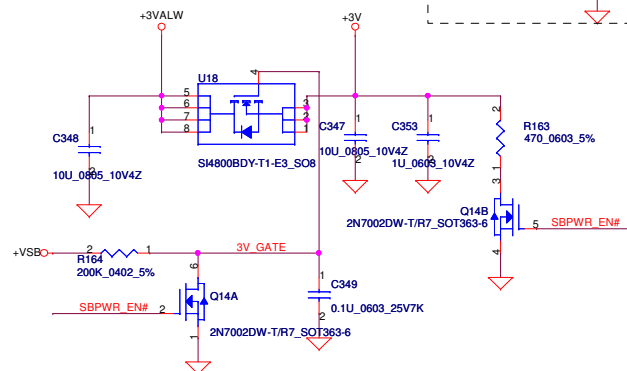 +3VALW
+3V
U18
4
5
6
7
8
3
2
1
SI4800BDY-T1-E3_SO8
C348
1
2
10U_0805_10V4Z
C347
1
2
10U_0805_10V4Z
C353
1
2
1U_0603_10V4Z
2
R163
470_0603_5%
1
3
Q14B
2N7002DW-T/R7_SOT363-6
5
SBPWR_EN#
4
+VSB
2
1
R164
200K_0402_5%
3V_GATE
6
Q14A
SBPWR_EN#
2
1
2N7002DW-T/R7_SOT363-6
1
C349
0.1U_0603_25V7K
2